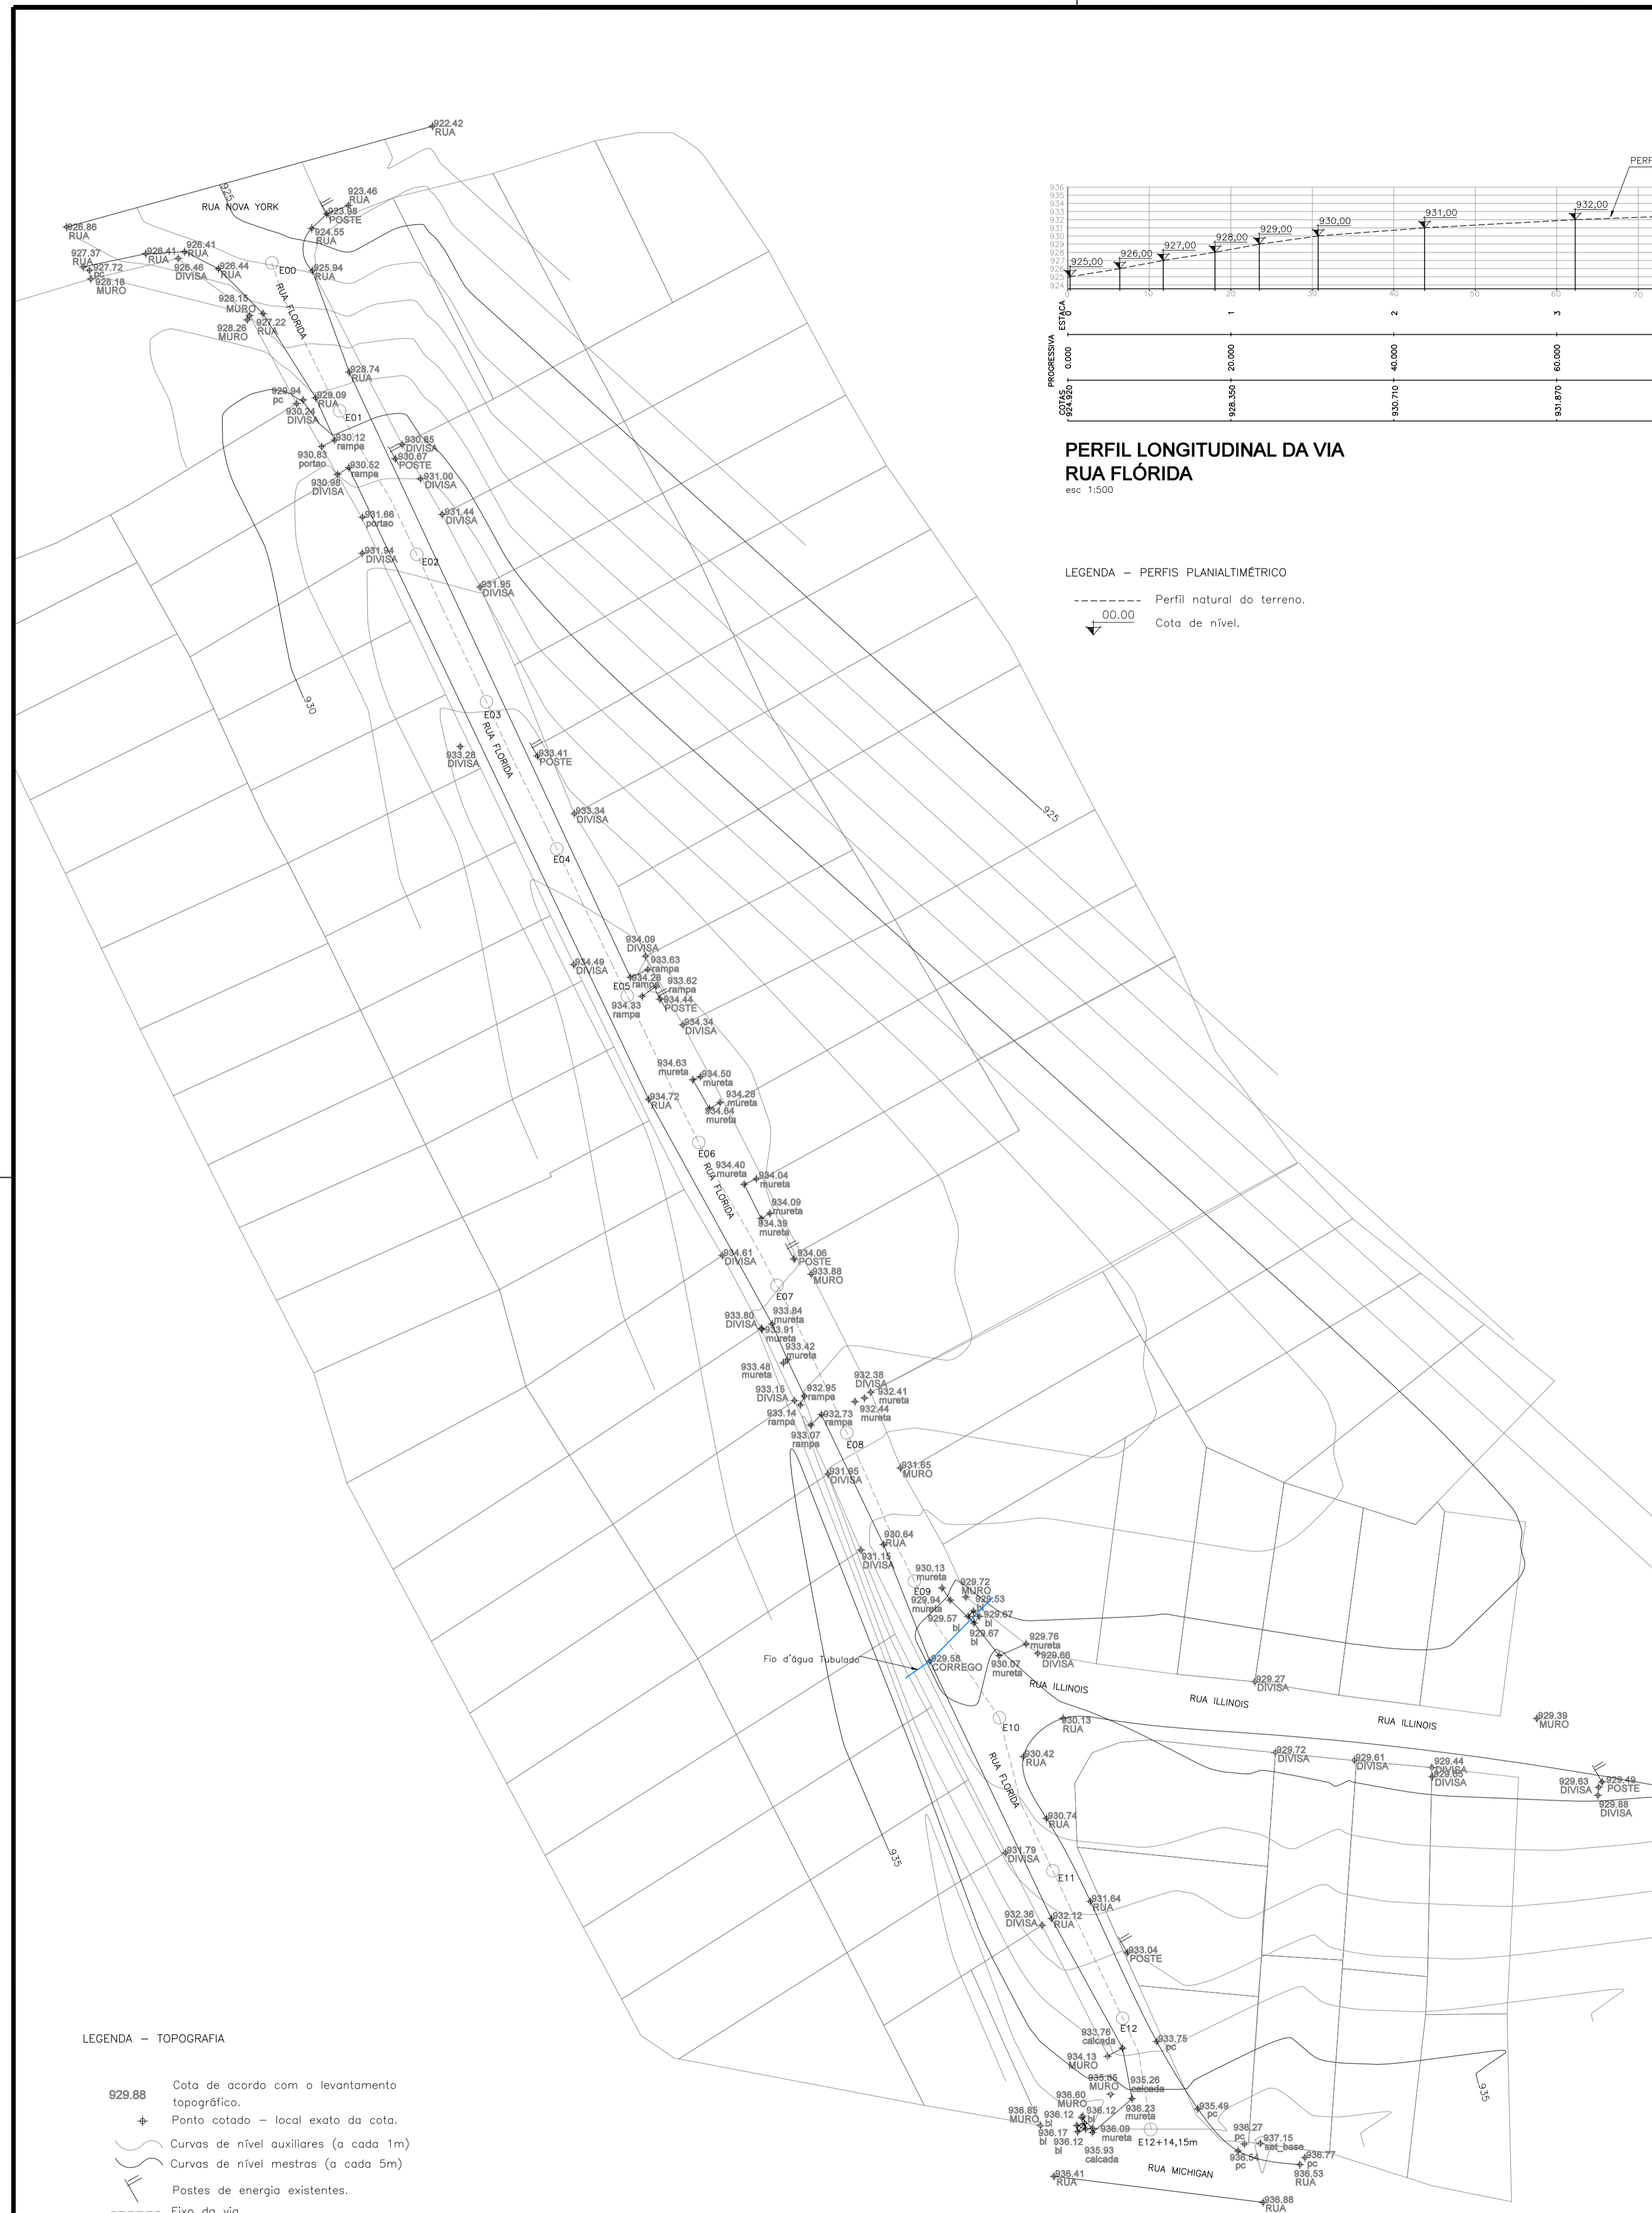 922.42
RUA
925
RUA NOVA YORK
923.46
RUA
923.98
POSTE
924.55
RUA
926.86
RUA
927.37
RUA
927.72
pc
928.18
MURO
926.41
RUA
926.41
RUA
926.46
DIVISA
926.44
RUA
E00
925.94
RUA
RUA FLORIDA
928.15
MURO
928.26
MURO
927.22
RUA
928.74
RUA
929.94
pc
929.09
RUA
930.24
DIVISA
E01
930.12
rampa
930.83
portao
930.52
rampa
930.98
DIVISA
930.85
DIVISA
930.67
POSTE
931.00
DIVISA
931.44
DIVISA
931.66
portao
931.94
DIVISA
E02
931.95
DIVISA
930
E03
RUA FLORIDA
933.28
DIVISA
933.41
POSTE
933.34
DIVISA
925
E04
934.09
DIVISA
934.49
DIVISA
933.63
rampa
934.28
rampa
933.62
rampa
E05
934.33
rampa
934.44
POSTE
934.34
DIVISA
934.63
mureta
934.50
mureta
934.28
mureta
934.64
mureta
934.72
RUA
E06
RUA FLORIDA
934.40
mureta
934.04
mureta
934.09
mureta
934.39
mureta
934.61
DIVISA
934.06
POSTE
933.88
MURO
E07
933.80
DIVISA
933.84
mureta
933.91
mureta
933.42
mureta
933.48
mureta
933.15
DIVISA
932.95
rampa
933.14
rampa
932.73
rampa
933.07
rampa
932.38
DIVISA
932.41
mureta
932.44
mureta
E08
931.95
DIVISA
931.65
MURO
930.64
RUA
931.15
DIVISA
930.13
mureta
E09
929.94
mureta
929.72
MURO
929.53
bl
929.57
bl
929.67
bl
929.67
bl
929.76
mureta
929.66
DIVISA
930.07
mureta
Fio d'água Tubulado
929.58
CORREGO
929.27
DIVISA
RUA ILLINOIS
RUA ILLINOIS
RUA ILLINOIS
E10
930.13
RUA
929.39
MURO
930.42
RUA
RUA FLORIDA
929.72
DIVISA
929.61
DIVISA
929.44
DIVISA
929.65
DIVISA
929.63
DIVISA
929.49
POSTE
929.88
DIVISA
930.74
RUA
931.79
DIVISA
E11
935
931.64
RUA
932.36
DIVISA
932.12
RUA
933.04
POSTE
E12
933.76
calcada
933.75
pc
934.13
MURO
935.85
MURO
935.26
calcada
936.60
MURO
936.85
MURO
936.12
bl
936.12
bl
936.23
mureta
936.17
bl
936.12
bl
936.09
mureta
935.93
calcada
935.49
pc
935
E12+14,15m
936.27
pc
937.15
set_base
936.54
pc
936.77
pc
936.53
RUA
936.41
RUA
RUA MICHIGAN
936.88
RUA
PERF
936
935
934
933
932
931
930
929
928
927
926
925
924
925,00
926,00
927,00
928,00
929,00
930,00
931,00
932,00
0 10 20 30 40 50 60 70
ESTACA 0 1 2 3
PROGRESSIVA 0.000 20.000 40.000 60.000
COTAS 924.920 928.350 930.710 931.870
PERFIL LONGITUDINAL DA VIA
RUA FLÓRIDA
esc 1:500
LEGENDA – PERFIS PLANIALTIMÉTRICO
Perfil natural do terreno.
00.00
Cota de nível.
LEGENDA – TOPOGRAFIA
929.88
Cota de acordo com o levantamento
topográfico.
Ponto cotado – local exato da cota.
Curvas de nível auxiliares (a cada 1m)
Curvas de nível mestras (a cada 5m)
Postes de energia existentes.
Eixo da via